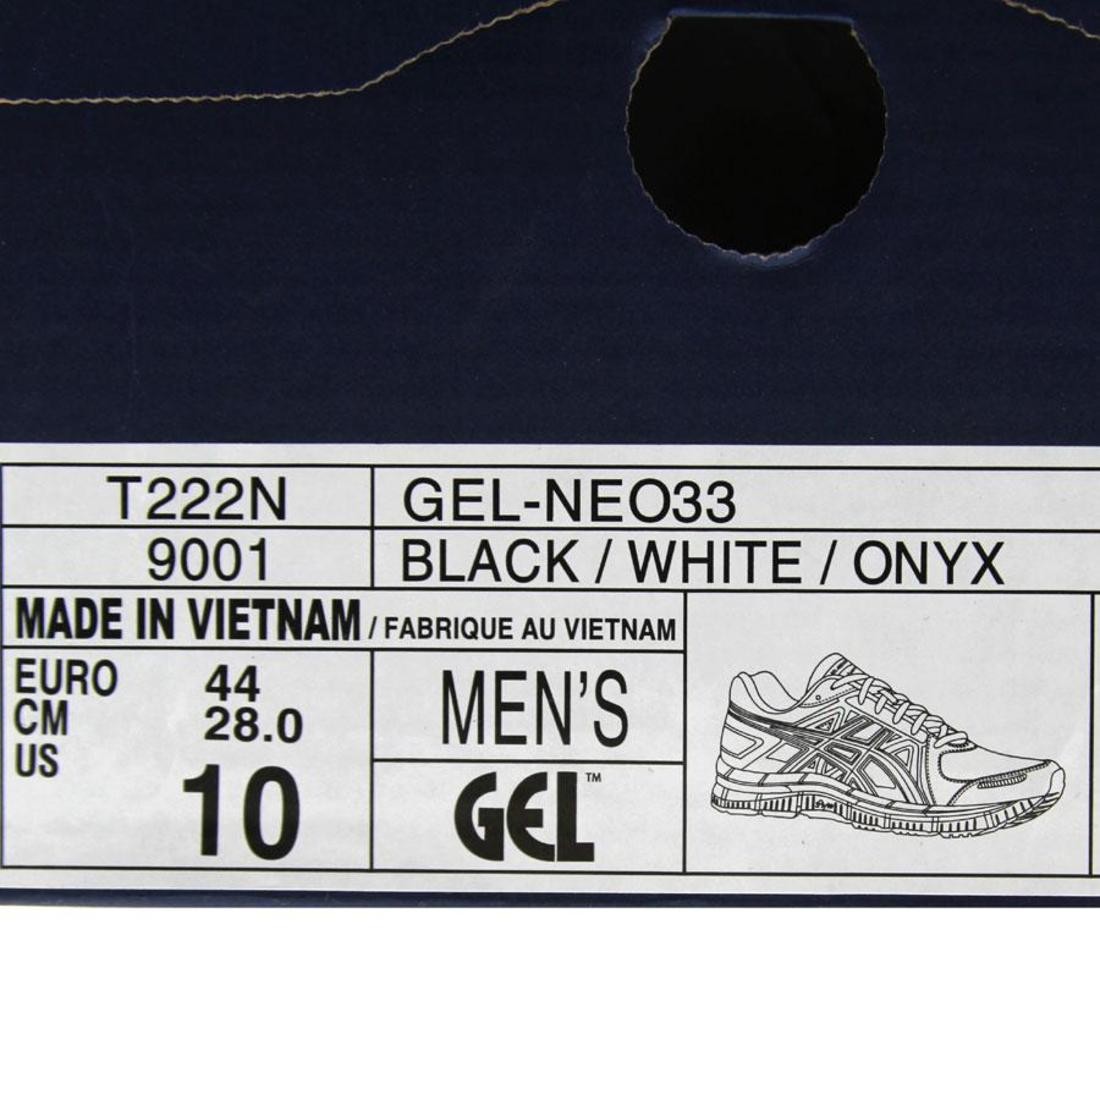 T222N GEL-NEO33
9001 BLACK / WHITE / ONYX
MADE IN VIETNAM / FABRIQUE AU VIETNAM
EURO 44
CM 28.0
US 10
MEN'S
GEL™